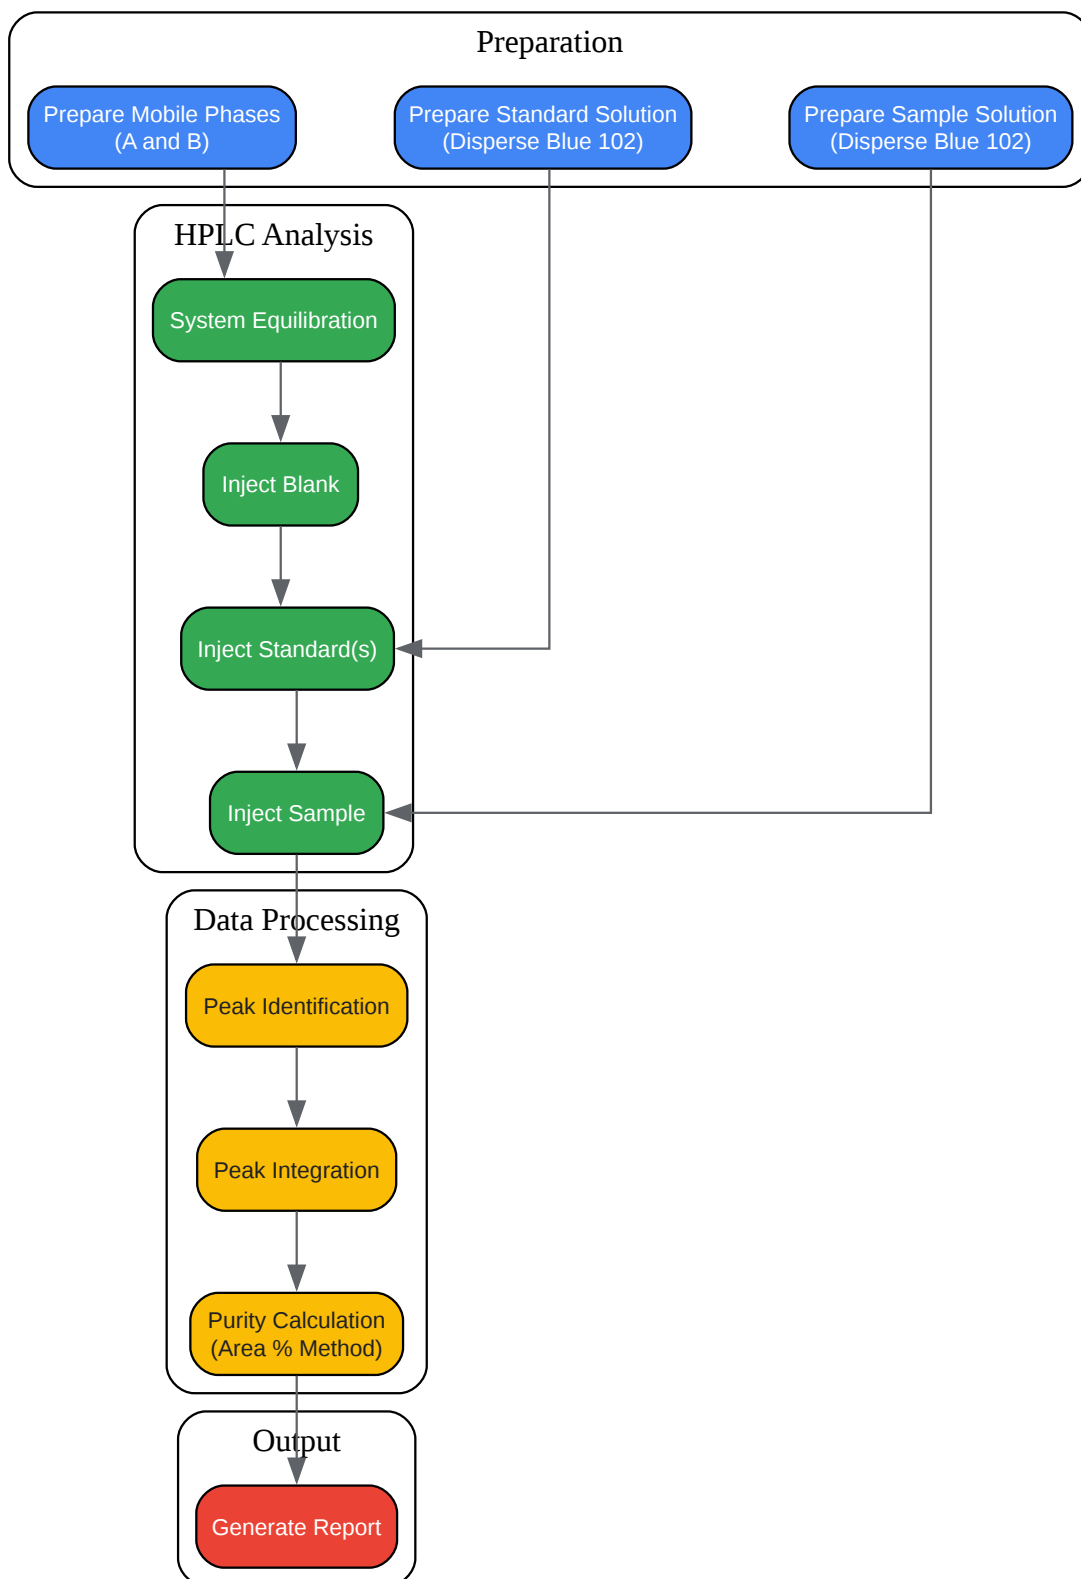 Preparation
Prepare Mobile Phases
(A and B)
Prepare Standard Solution
(Disperse Blue 102)
Prepare Sample Solution
(Disperse Blue 102)
HPLC Analysis
System Equilibration
Inject Blank
Inject Standard(s)
Inject Sample
Data Processing
Peak Identification
Peak Integration
Purity Calculation
(Area % Method)
Output
Generate Report